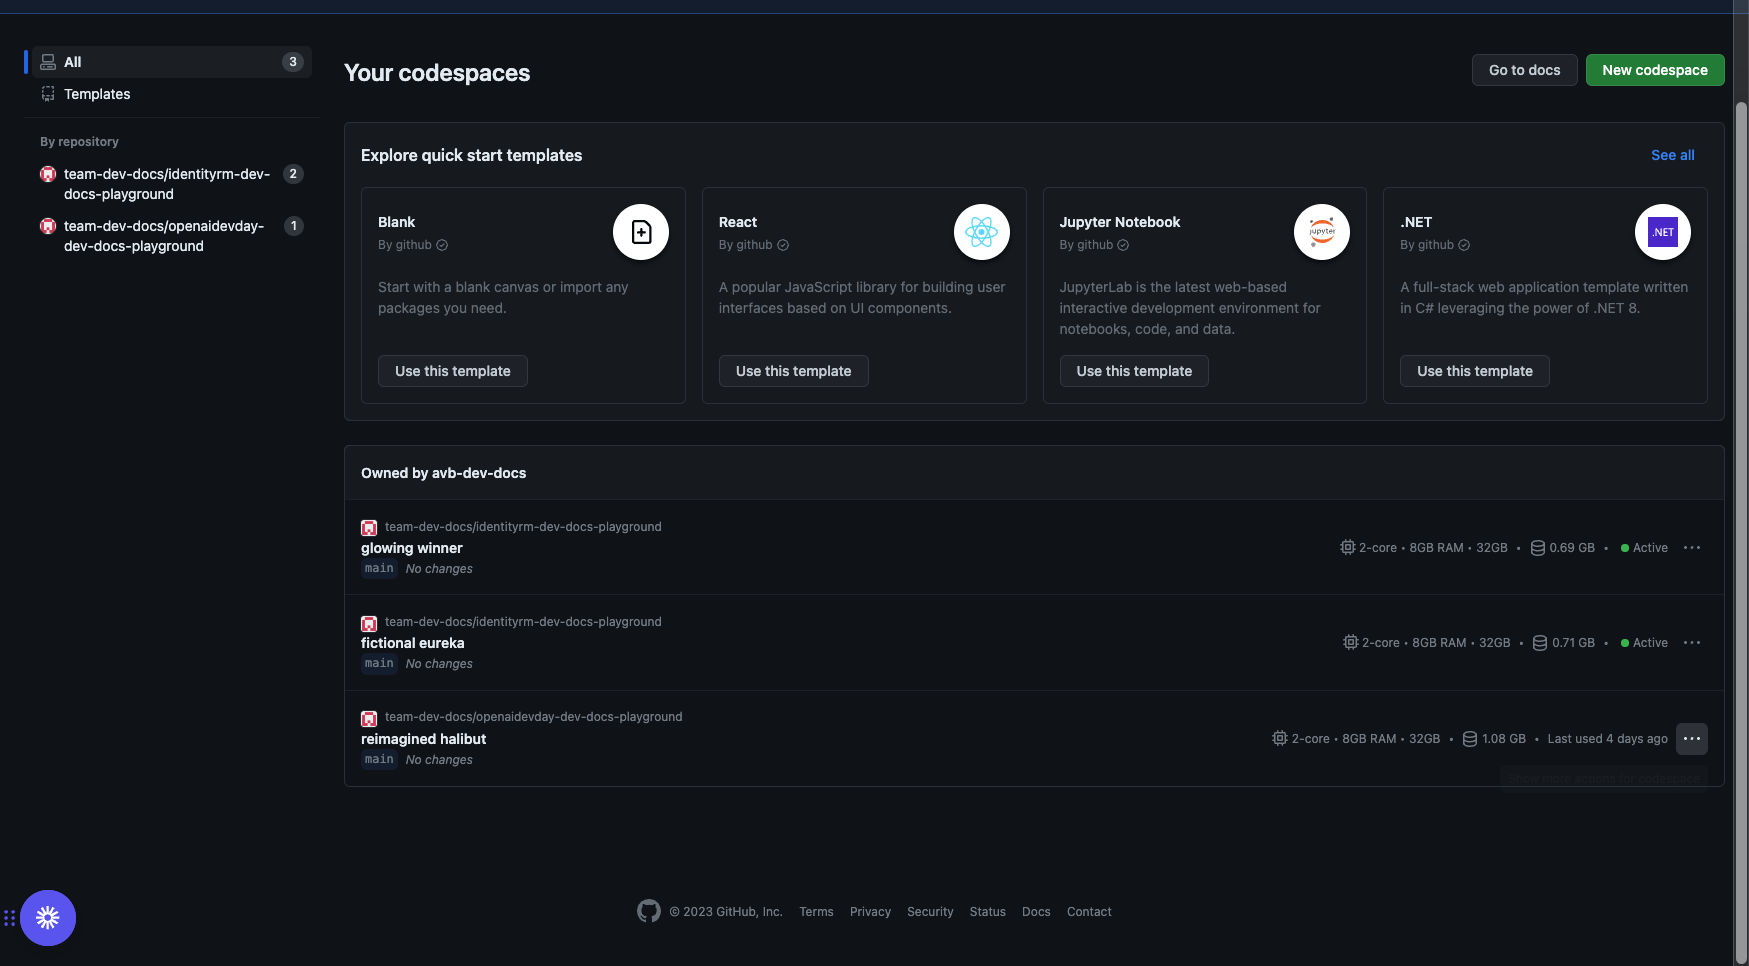 All
3
Templates
By repository
team-dev-docs/identityrm-dev-
docs-playground
2
team-dev-docs/openaidevday-
dev-docs-playground
1
Your codespaces
Go to docs
New codespace
Explore quick start templates
See all
Blank
By github
Start with a blank canvas or import any
packages you need.
Use this template
React
By github
A popular JavaScript library for building user
interfaces based on UI components.
Use this template
Jupyter Notebook
By github
jupyter
JupyterLab is the latest web-based
interactive development environment for
notebooks, code, and data.
Use this template
.NET
By github
.NET
A full-stack web application template written
in C# leveraging the power of .NET 8.
Use this template
Owned by avb-dev-docs
team-dev-docs/identityrm-dev-docs-playground
glowing winner
main No changes
2-core • 8GB RAM • 32GB • 0.69 GB • Active ···
team-dev-docs/identityrm-dev-docs-playground
fictional eureka
main No changes
2-core • 8GB RAM • 32GB • 0.71 GB • Active ···
team-dev-docs/openaidevday-dev-docs-playground
reimagined halibut
main No changes
2-core • 8GB RAM • 32GB • 1.08 GB • Last used 4 days ago ···
Show more actions for codespace
© 2023 GitHub, Inc. Terms Privacy Security Status Docs Contact